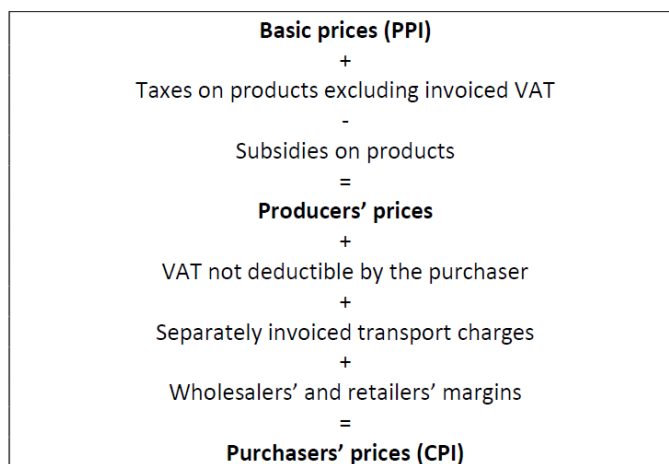 Basic prices (PPI)
+
Taxes on products excluding invoiced VAT
-
Subsidies on products
=
Producers’ prices
+
VAT not deductible by the purchaser
+
Separately invoiced transport charges
+
Wholesalers’ and retailers’ margins
=
Purchasers’ prices (CPI)